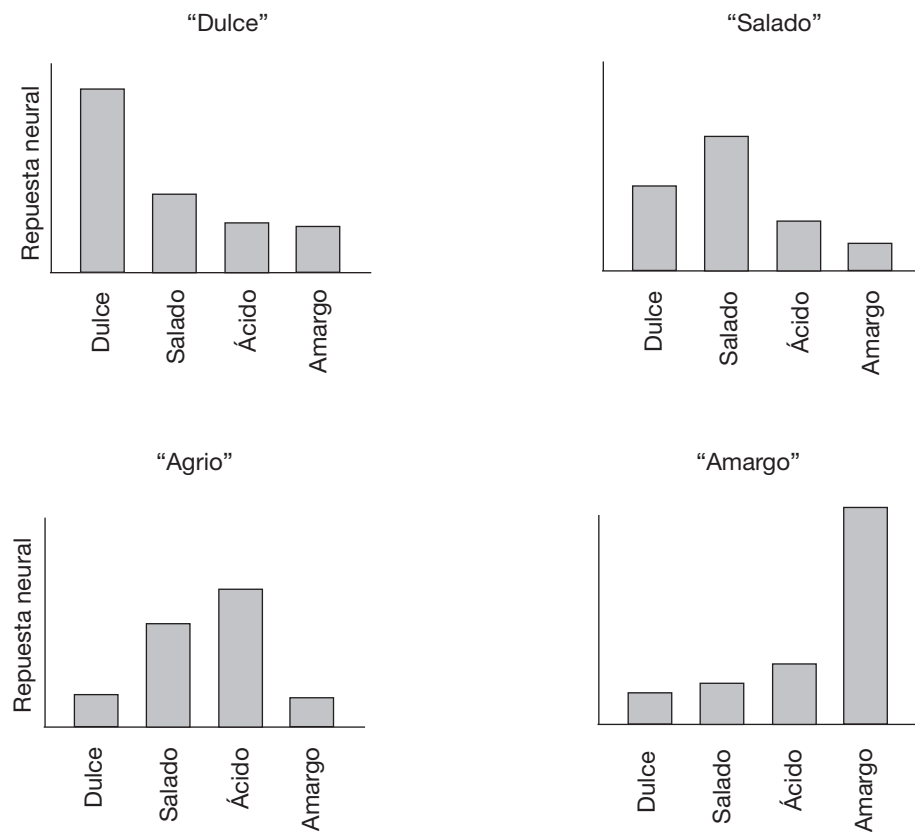 “Dulce”
Repuesta neural
Dulce
Salado
Ácido
Amargo
“Salado”
Dulce
Salado
Ácido
Amargo
“Agrio”
Repuesta neural
Dulce
Salado
Ácido
Amargo
“Amargo”
Dulce
Salado
Ácido
Amargo